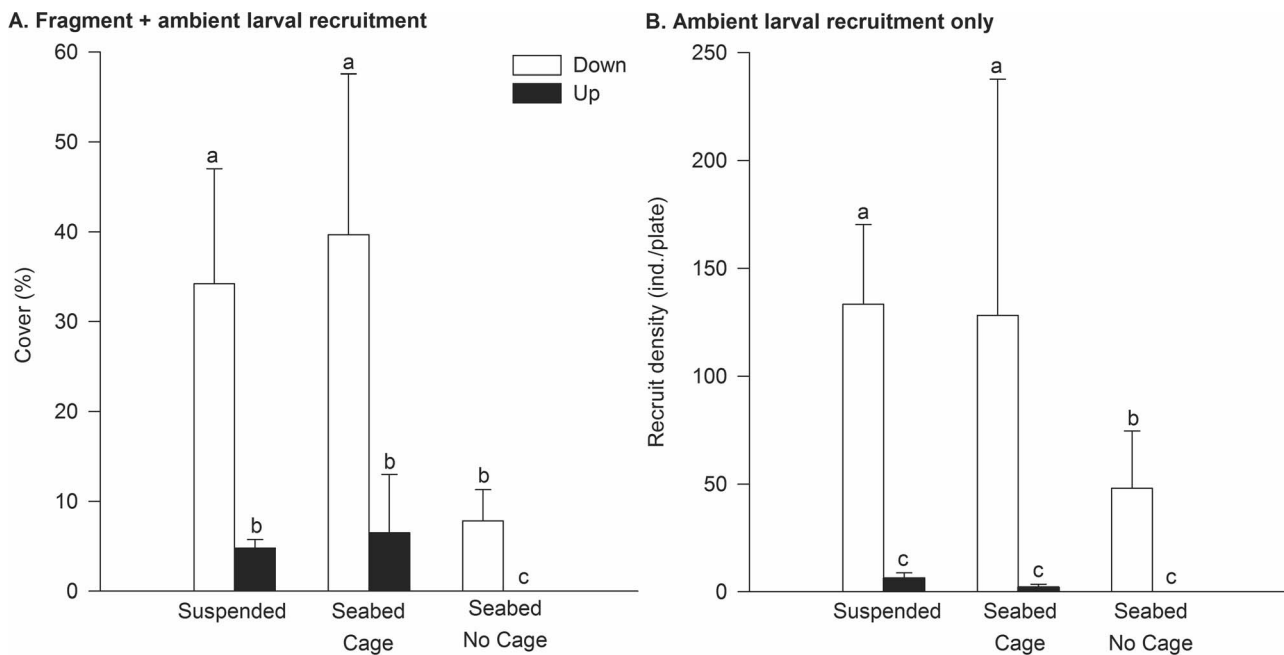 A. Fragment + ambient larval recruitment
60
50
40
30
20
10
0
Cover (%)
Down
Up
a
b
a
b
b
c
Suspended
Seabed
Cage
Seabed
No Cage
B. Ambient larval recruitment only
250
200
150
100
50
0
Recruit density (ind./plate)
a
c
a
c
b
c
Suspended
Seabed
Cage
Seabed
No Cage